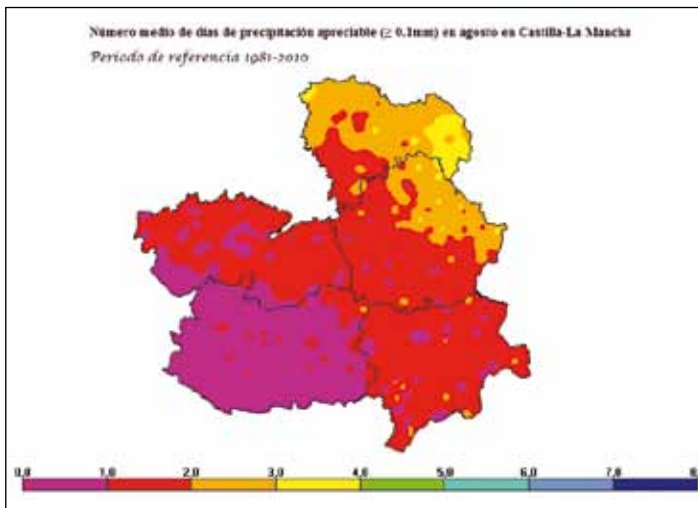 Número medio de días de precipitación apreciable (≥ 0.1mm) en agosto en Castilla-La Mancha
Periodo de referencia 1981-2010
0,0 1,0 2,0 3,0 4,0 5,0 6,0 7,0 8